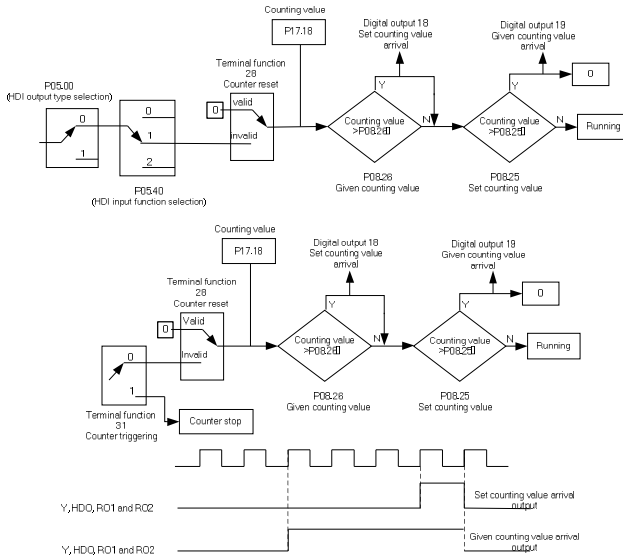 Counting value
P17.18
Digital output 18
Set counting value
arrival
Digital output 19
Given counting value
arrival
Terminal function
28
Counter reset
P05.00
(HDI output type selection)
0
valid
invalid
Y
Y
0
0
1
0
1
2
Counting value
>P08.26
N
Counting value
>P08.25
N
Running
P05.40
(HDI input function selection)
P08.26
Given counting value
P08.25
Set counting value
Counting value
P17.18
Digital output 18
Set counting value
arrival
Digital output 19
Given counting value
arrival
Terminal function
28
Counter reset
Y
Y
0
0
Valid
Invalid
Counting value
>P08.26
N
Counting value
>P08.25
N
Running
0
1
P08.26
Given counting value
P08.25
Set counting value
Terminal function
31
Counter triggering
Counter stop
Y, HDO, RO1 and RO2
Set counting value arrival
output
Y, HDO, RO1 and RO2
Given counting value arrival
output